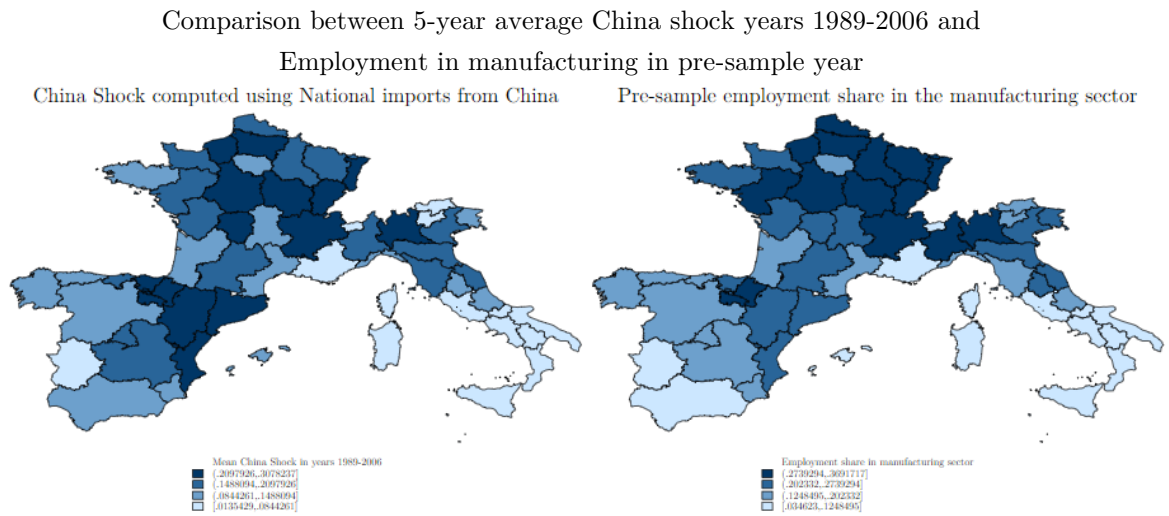 Comparison between 5-year average China shock years 1989-2006 and
Employment in manufacturing in pre-sample year
China Shock computed using National imports from China
Pre-sample employment share in the manufacturing sector
Mean China Shock in years 1989-2006
(.2097926,.3078237]
(.1488094,.2097926]
(.0844261,.1488094]
[.0135429,.0844261]
Employment share in manufacturing sector
(.2739294,.3691717]
(.202332,.2739294]
(.1248495,.202332]
[.034623,.1248495]